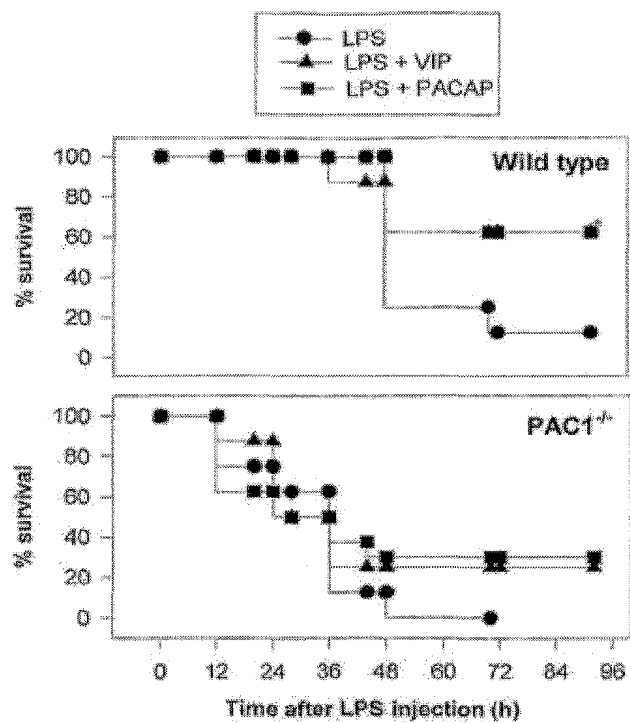 LPS
LPS + VIP
LPS + PACAP
Wild type
% survival
100
80
60
40
20
0
PAC1-/-
% survival
100
80
60
40
20
0
0 12 24 36 48 60 72 84 96
Time after LPS injection (h)